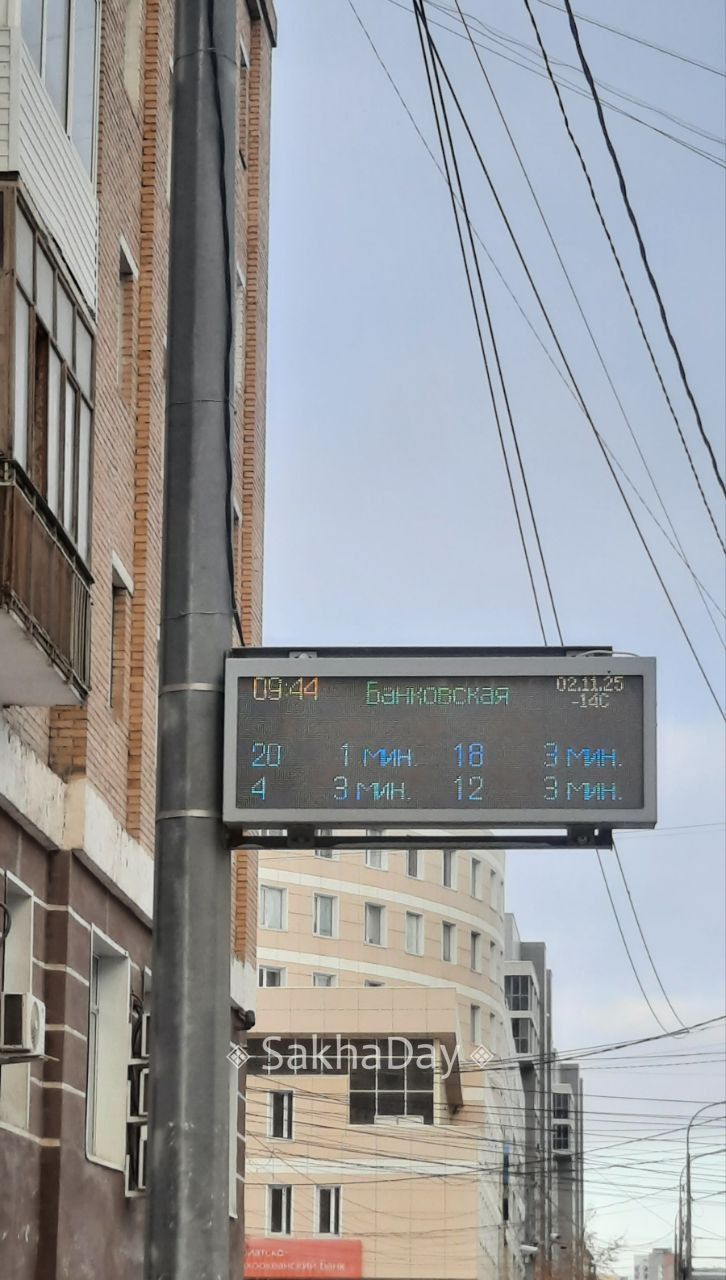 09:44 Банковская 02.11.25
-14C
20 1 мин. 18 3 мин.
4 3 мин. 12 3 мин.
SakhaDay
банк